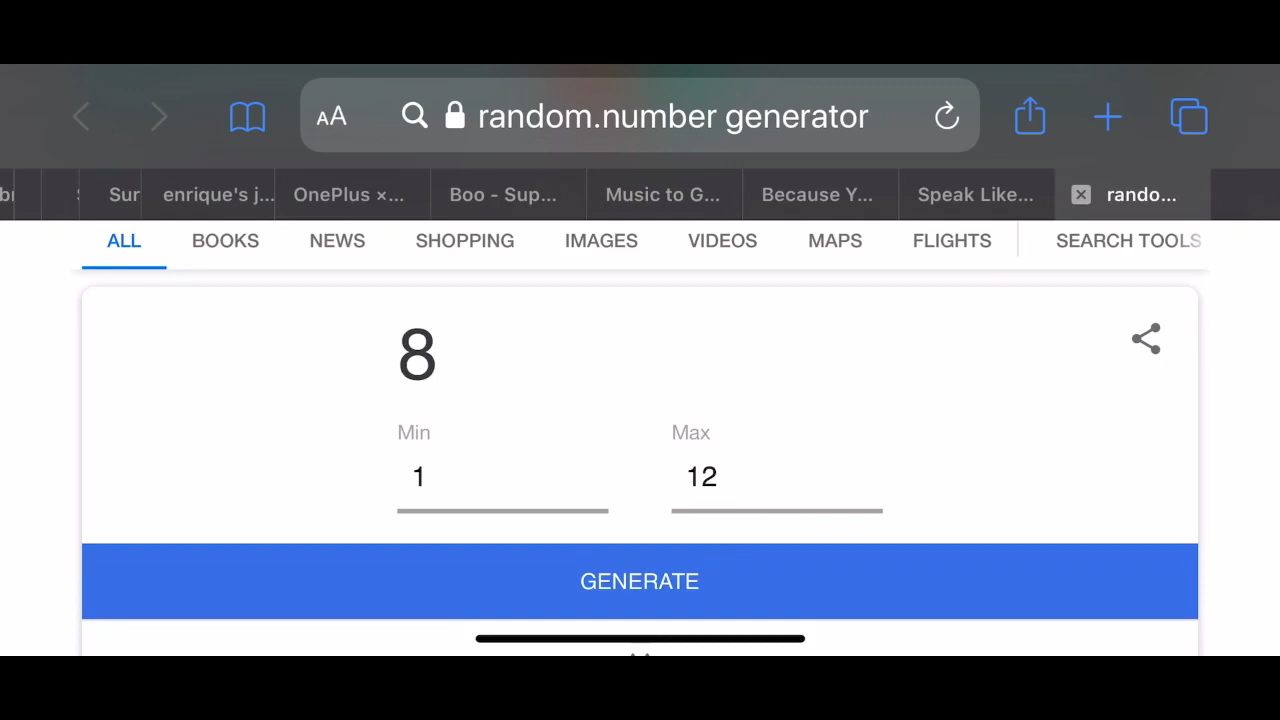 AA random.number generator
Sur enrique's j... OnePlus ×... Boo - Sup... Music to G... Because Y... Speak Like... rando...
ALL BOOKS NEWS SHOPPING IMAGES VIDEOS MAPS FLIGHTS SEARCH TOOLS
8
Min Max
1 12
GENERATE